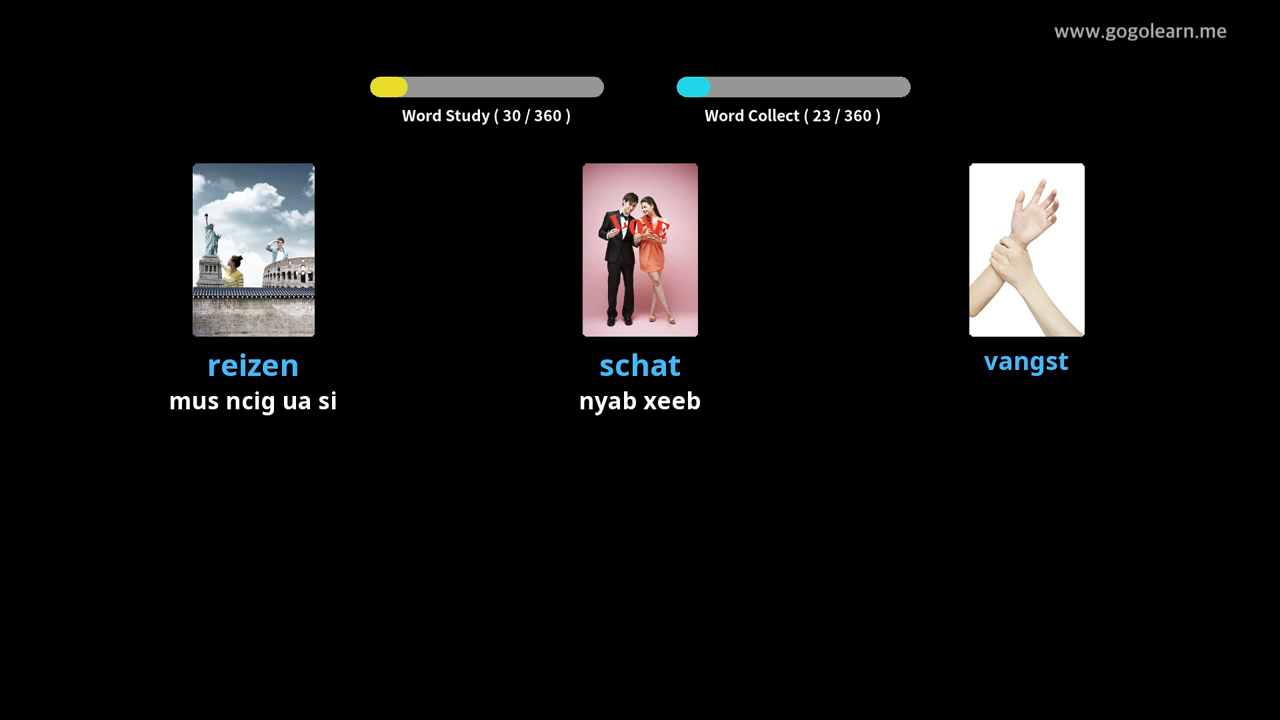 www.gogolearn.me
Word Study ( 30 / 360 )
Word Collect ( 23 / 360 )
LOVE
reizen
schat
vangst
mus ncig ua si
nyab xeeb